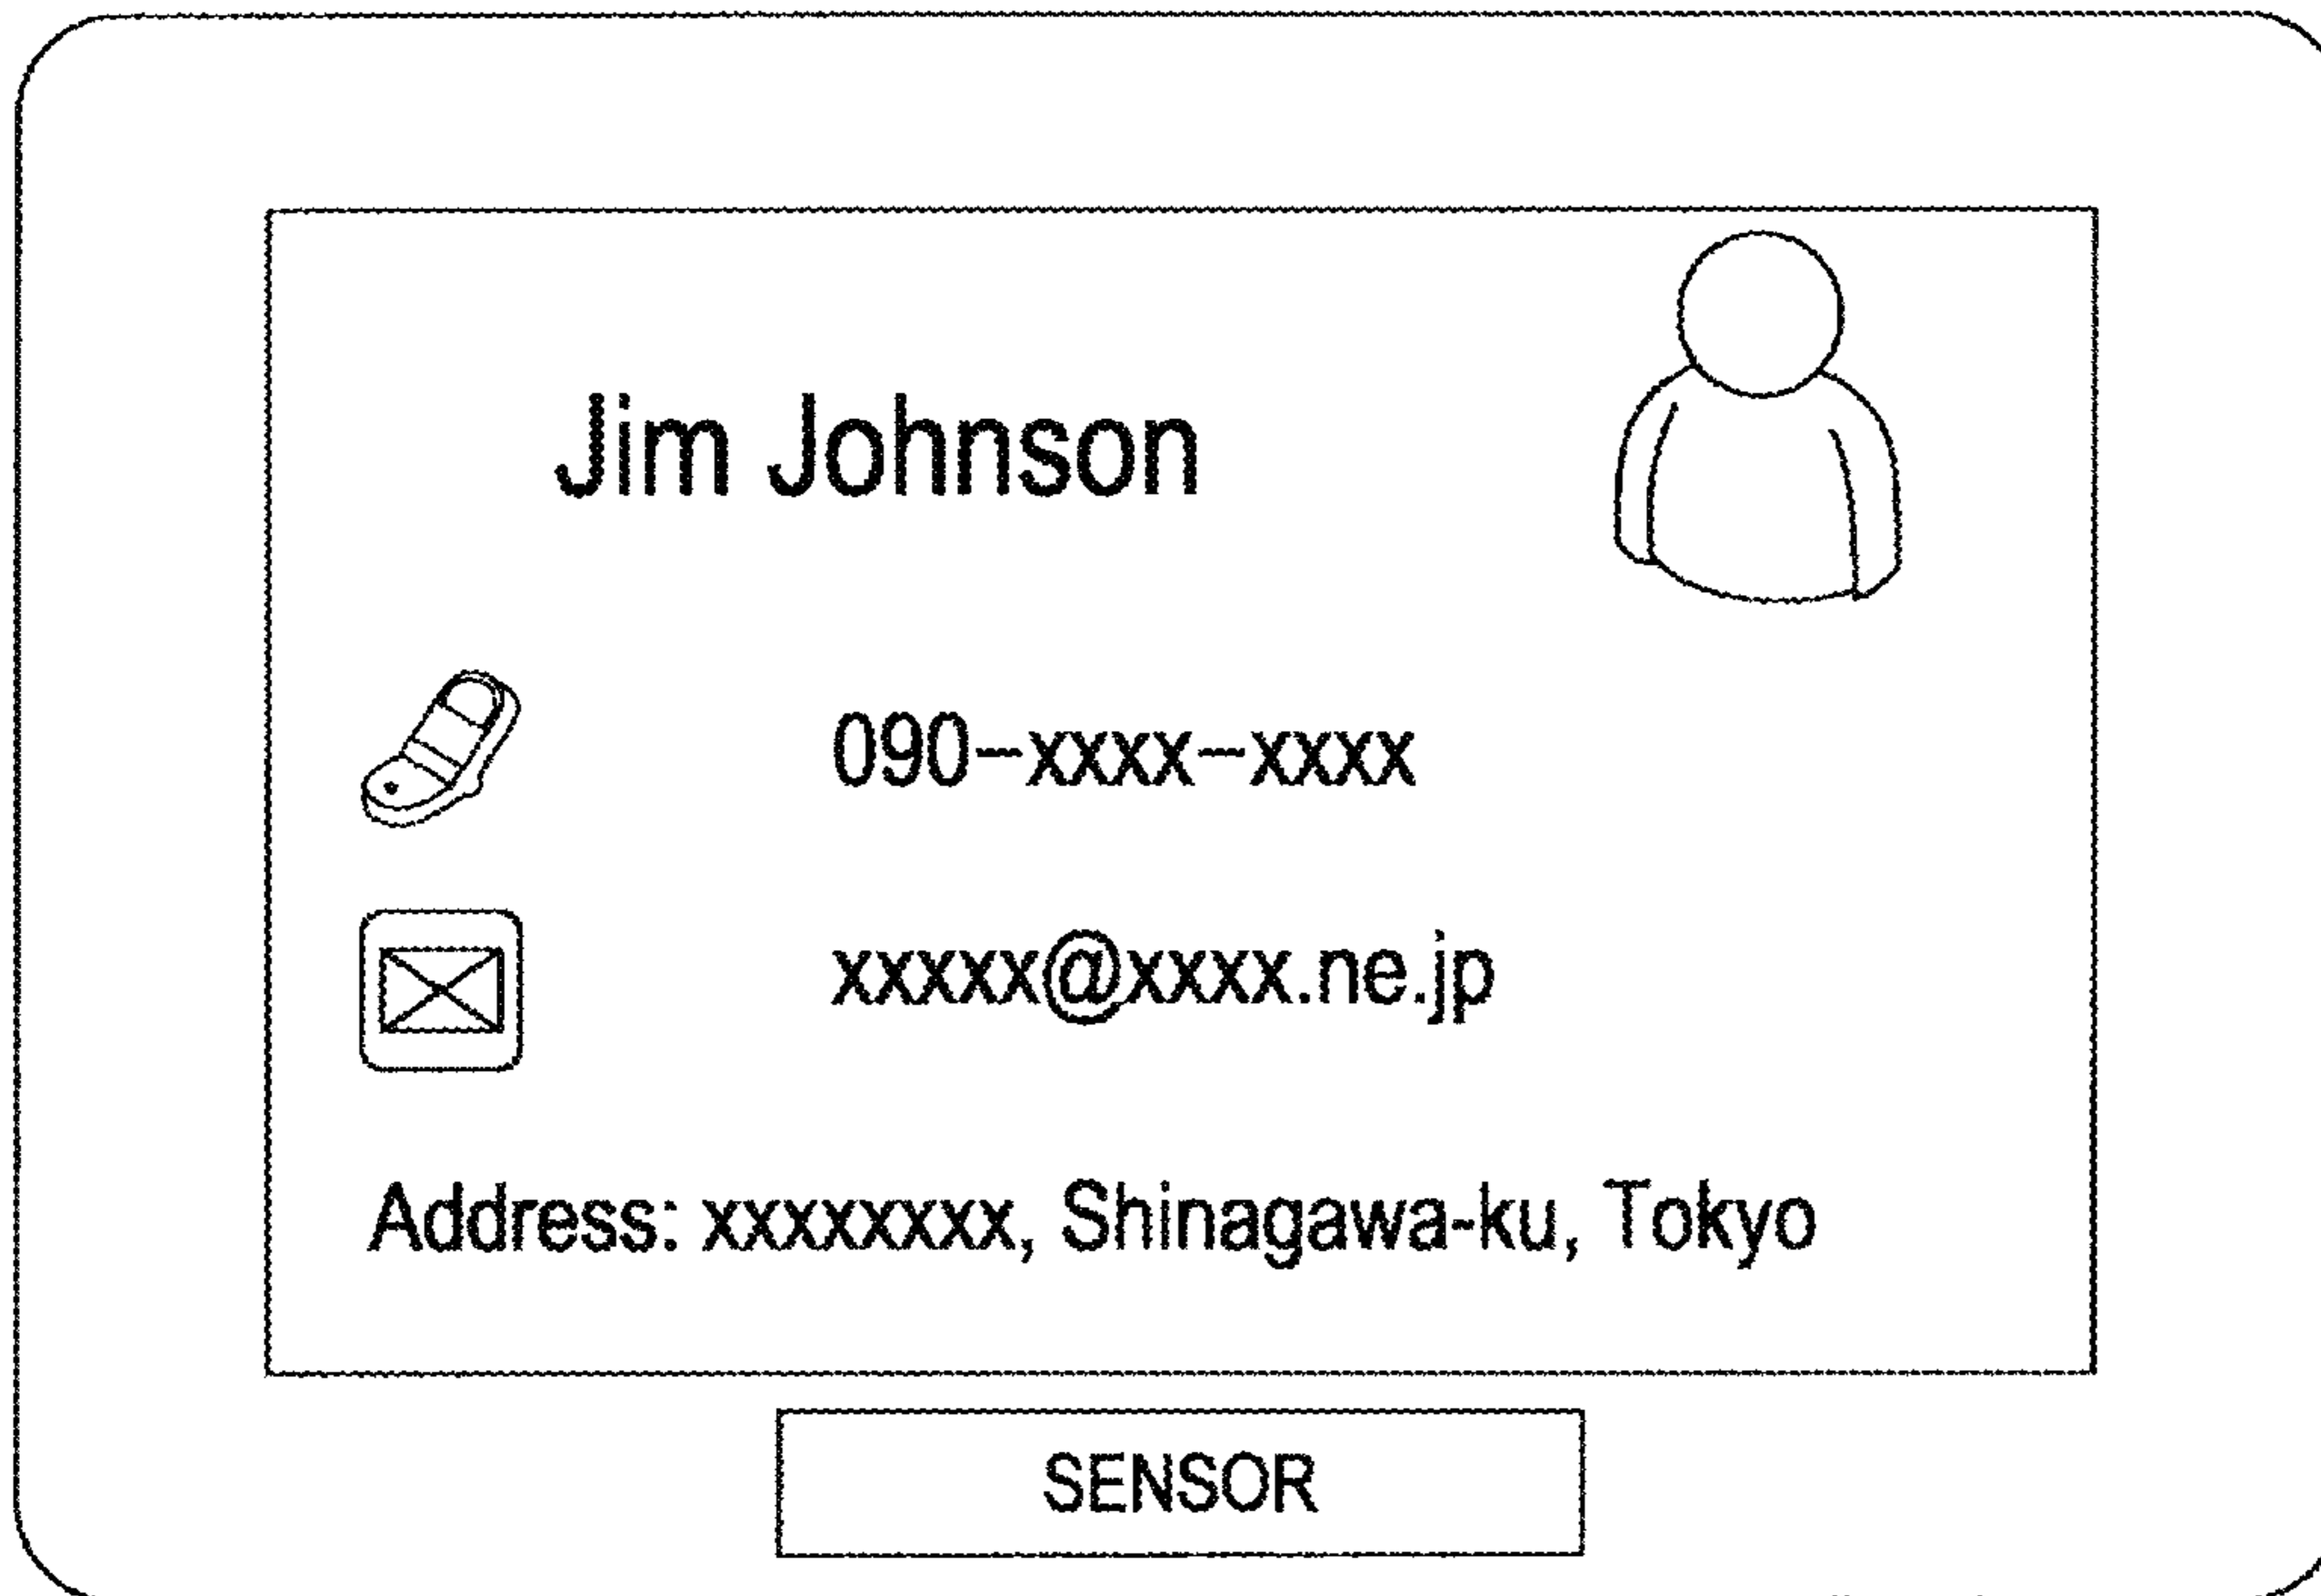 Jim Johnson
090-xxxx-xxxx
xxxxx@xxxx.ne.jp
Address: xxxxxxxx, Shinagawa-ku, Tokyo
SENSOR